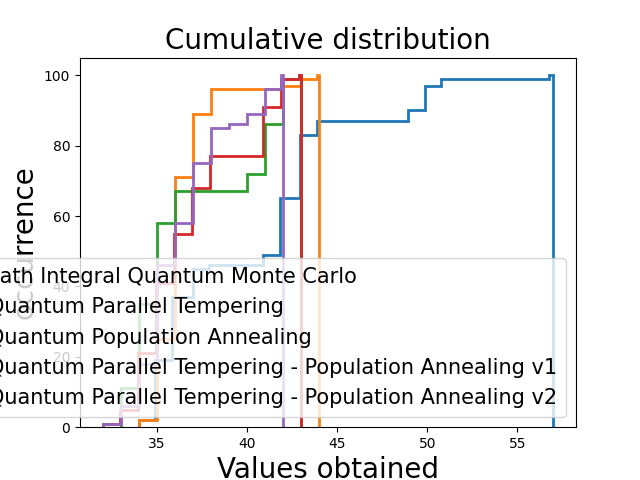 Cumulative distribution
100
80
60
40
20
0
occurrence
ath Integral Quantum Monte Carlo
Quantum Parallel Tempering
Quantum Population Annealing
Quantum Parallel Tempering - Population Annealing v1
Quantum Parallel Tempering - Population Annealing v2
35 40 45 50 55
Values obtained